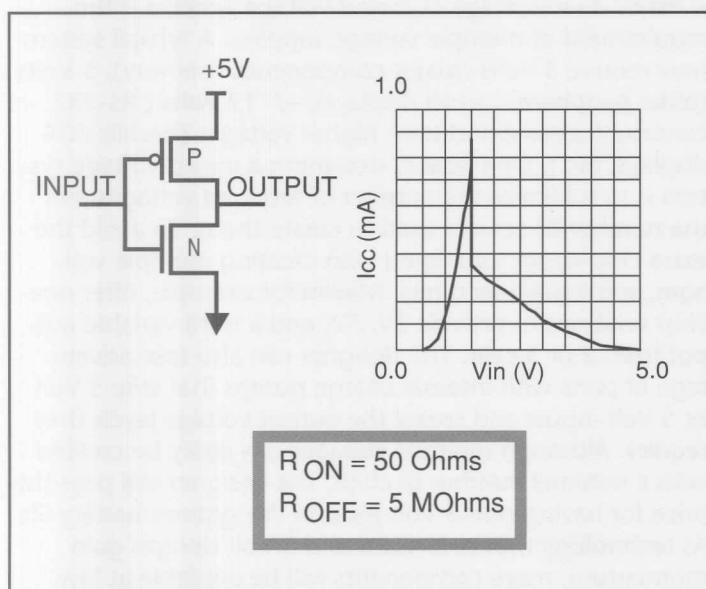 +5V
P
INPUT
OUTPUT
N
1.0
Icc (mA)
0.0
Vin (v)
5.0
R ON = 50 Ohms
R OFF = 5 MOhms